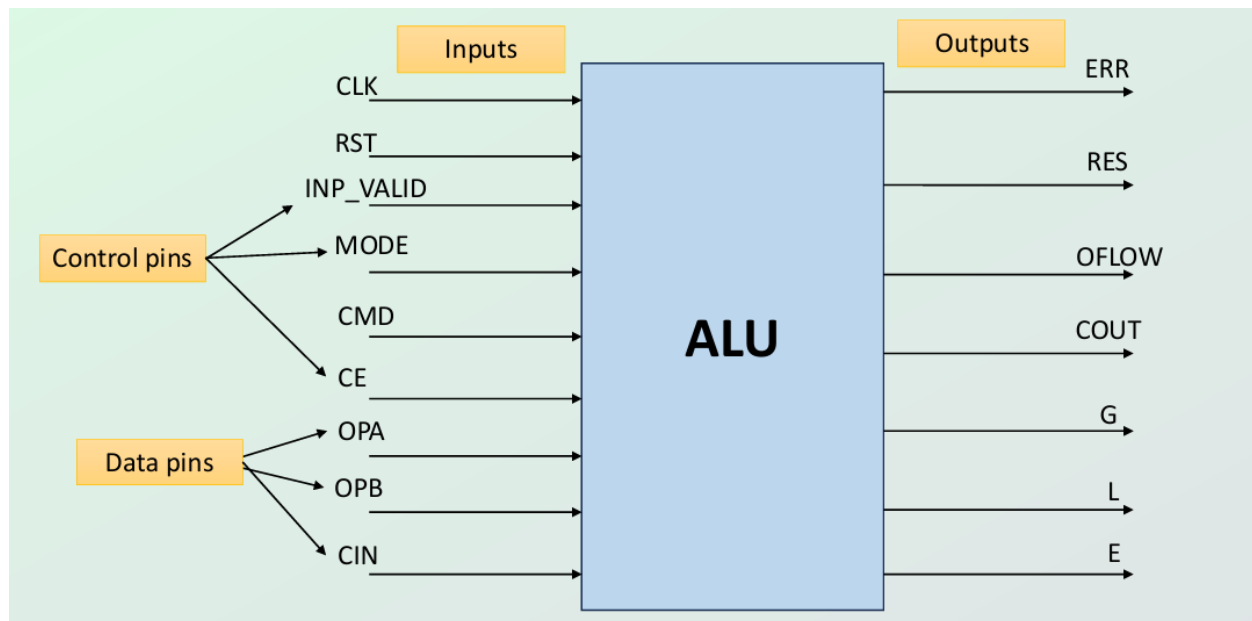 Inputs
Outputs
CLK
RST
INP_VALID
Control pins
MODE
CMD
CE
OPA
Data pins
OPB
CIN
ALU
ERR
RES
OFLOW
COUT
G
L
E